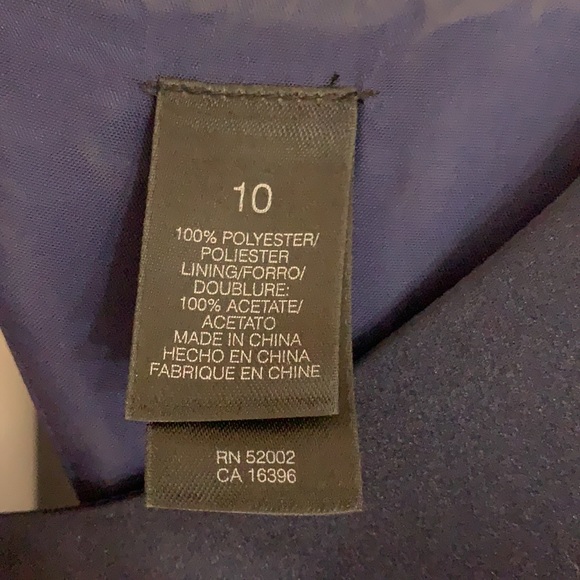 10
100% POLYESTER/
POLIESTER
LINING/FORRO/
DOUBLURE:
100% ACETATE/
ACETATO
MADE IN CHINA
HECHO EN CHINA
FABRIQUE EN CHINE
RN 52002
CA 16396